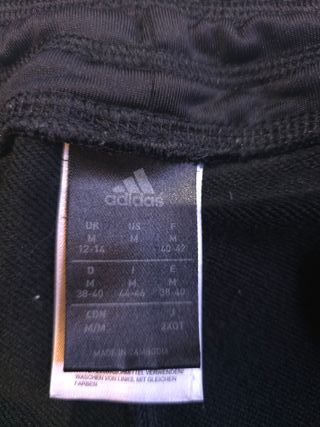 adidas
UK US F
M M M
12-14 40-42
D I E
M M M
38-40 44-46 38-40
CDN J
M/M 2XOT
MADE IN CAMBODIA
WASCHEN VON LINKS. MIT GLEICHEN
FARBEN